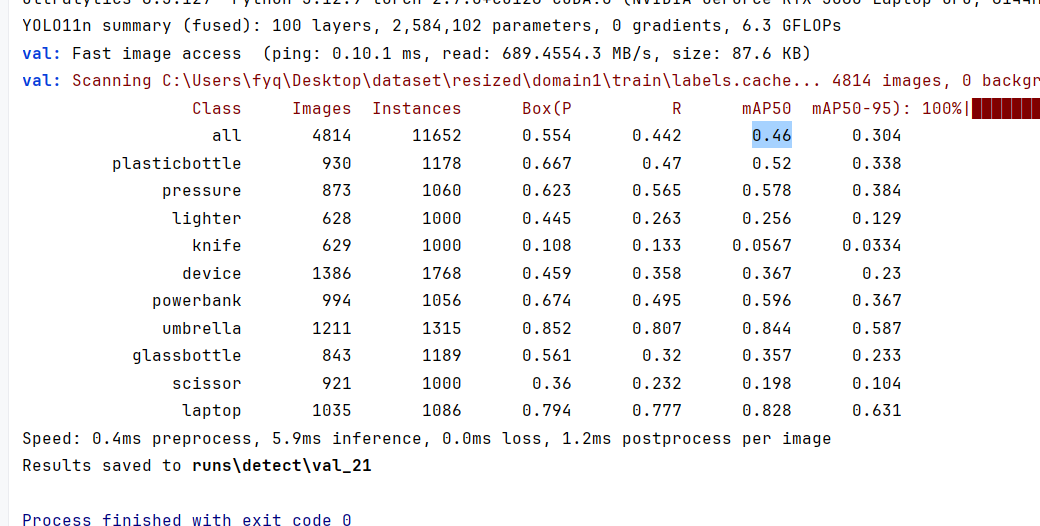 YOLO11n summary (fused): 100 layers, 2,584,102 parameters, 0 gradients, 6.3 GFLOPs
val: Fast image access  (ping: 0.10.1 ms, read: 689.4554.3 MB/s, size: 87.6 KB)
val: Scanning C:\Users\fyq\Desktop\dataset\resized\domain1\train\labels.cache... 4814 images, 0 backgr
Class Images Instances Box(P R mAP50 mAP50-95): 100%|
all 4814 11652 0.554 0.442 0.46 0.304
plasticbottle 930 1178 0.667 0.47 0.52 0.338
pressure 873 1060 0.623 0.565 0.578 0.384
lighter 628 1000 0.445 0.263 0.256 0.129
knife 629 1000 0.108 0.133 0.0567 0.0334
device 1386 1768 0.459 0.358 0.367 0.23
powerbank 994 1056 0.674 0.495 0.596 0.367
umbrella 1211 1315 0.852 0.807 0.844 0.587
glassbottle 843 1189 0.561 0.32 0.357 0.233
scissor 921 1000 0.36 0.232 0.198 0.104
laptop 1035 1086 0.794 0.777 0.828 0.631
Speed: 0.4ms preprocess, 5.9ms inference, 0.0ms loss, 1.2ms postprocess per image
Results saved to runs\detect\val_21
Process finished with exit code 0